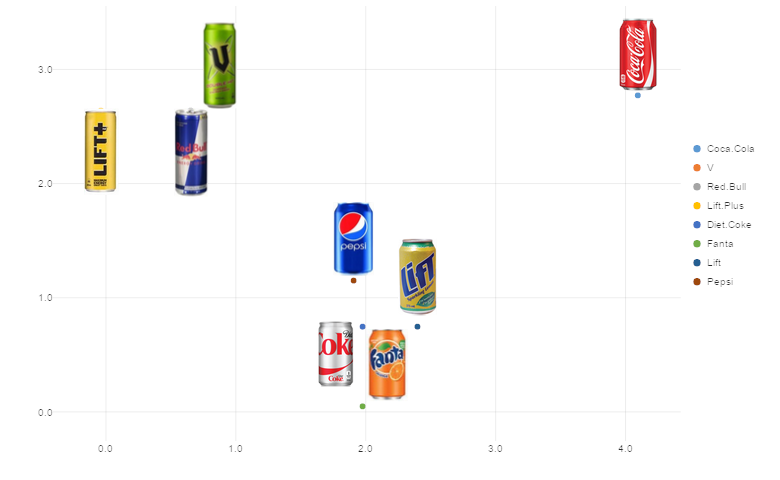 3.0
2.0
1.0
0.0
0.0
1.0
2.0
3.0
4.0
Coca.Cola
V
Red.Bull
Lift.Plus
Diet.Coke
Fanta
Lift
Pepsi
V
Coca-Cola
LIFT+
Red Bull
pepsi
LiFT
Coke
Coke
Fanta